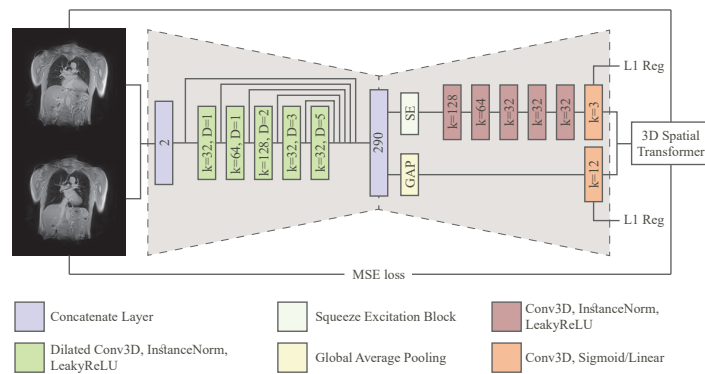 L1 Reg
2
k=32, D=1
k=64, D=1
k=128, D=2
k=32, D=3
k=32, D=5
290
SE
GAP
k=128
k=64
k=32
k=32
k=32
k=3
k=12
3D Spatial
Transformer
L1 Reg
MSE loss
Concatenate Layer
Squeeze Excitation Block
Conv3D, InstanceNorm,
LeakyReLU
Dilated Conv3D, InstanceNorm,
LeakyReLU
Global Average Pooling
Conv3D, Sigmoid/Linear